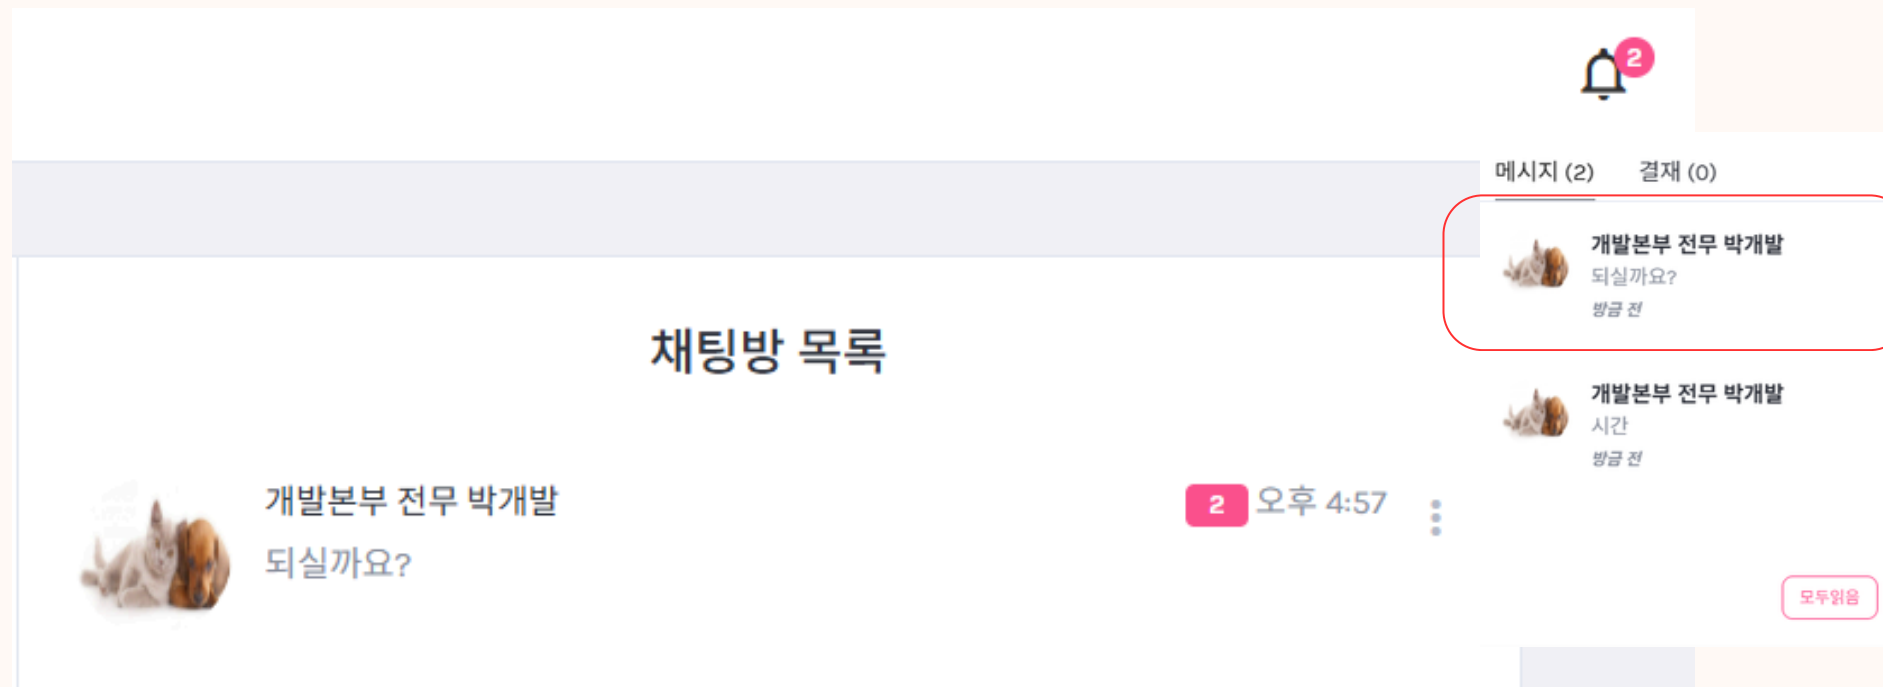 2
메시지 (2) 결재 (0)
개발본부 전무 박개발
되실까요?
방금 전
개발본부 전무 박개발
시간
방금 전
모두읽음
채팅방 목록
개발본부 전무 박개발
2 오후 4:57
되실까요?